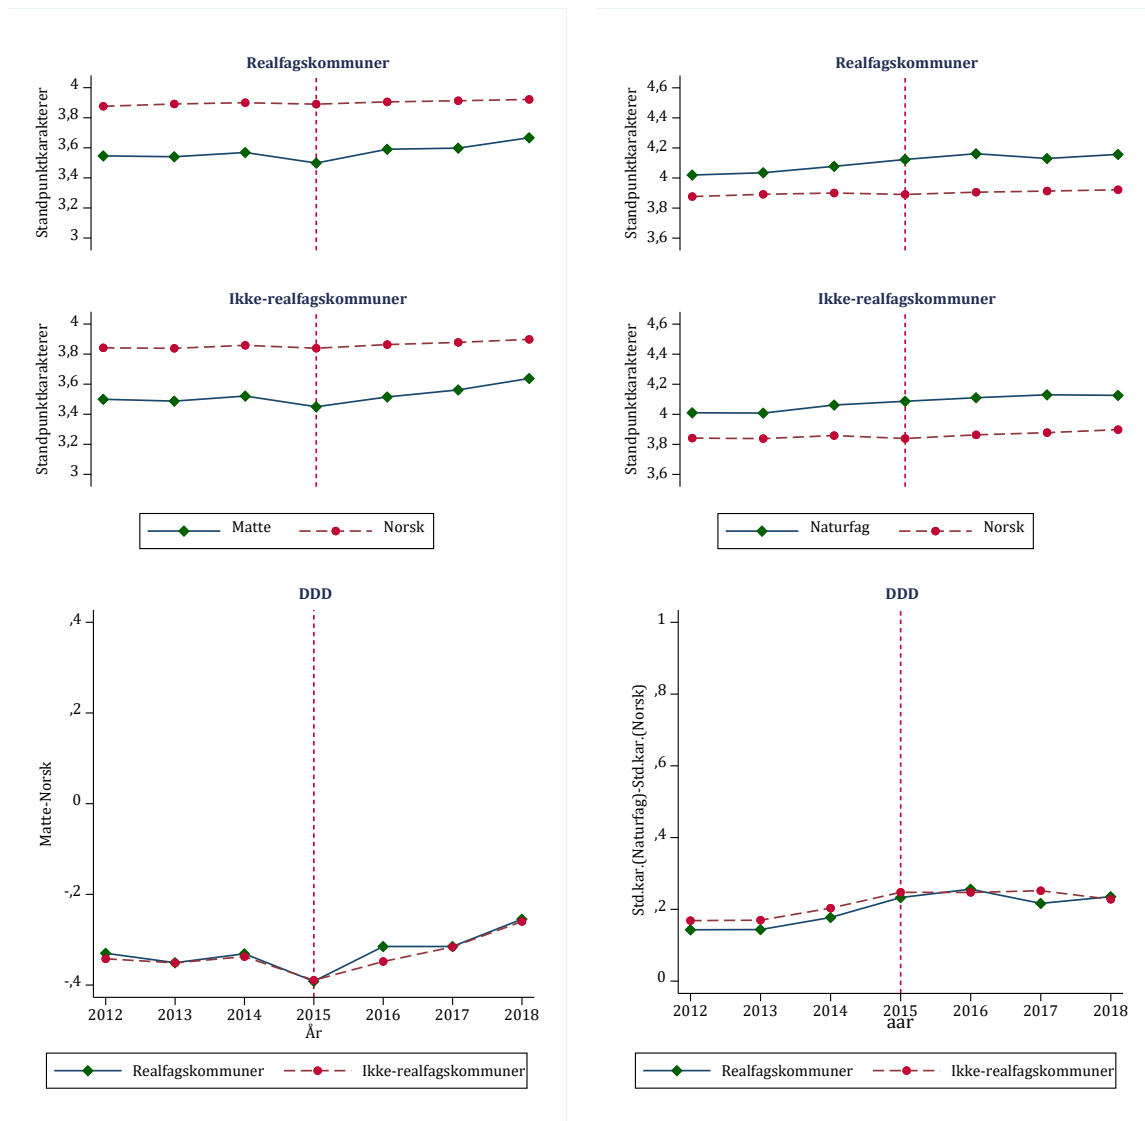 Realfagskommuner
Standpunktkarakterer
4
3,8
3,6
3,4
3,2
3
Ikke-realfagskommuner
Standpunktkarakterer
4
3,8
3,6
3,4
3,2
3
Matte
Norsk
DDD
Matte-Norsk
,4
,2
0
-,2
-,4
2012 2013 2014 2015 2016 2017 2018
År
Realfagskommuner
Ikke-realfagskommuner
Realfagskommuner
Standpunktkarakterer
4,6
4,4
4,2
4
3,8
3,6
Ikke-realfagskommuner
Standpunktkarakterer
4,6
4,4
4,2
4
3,8
3,6
Naturfag
Norsk
DDD
Std.kar.(Naturfag)-Std.kar.(Norsk)
1
,8
,6
,4
,2
0
2012 2013 2014 2015 2016 2017 2018
aar
Realfagskommuner
Ikke-realfagskommuner